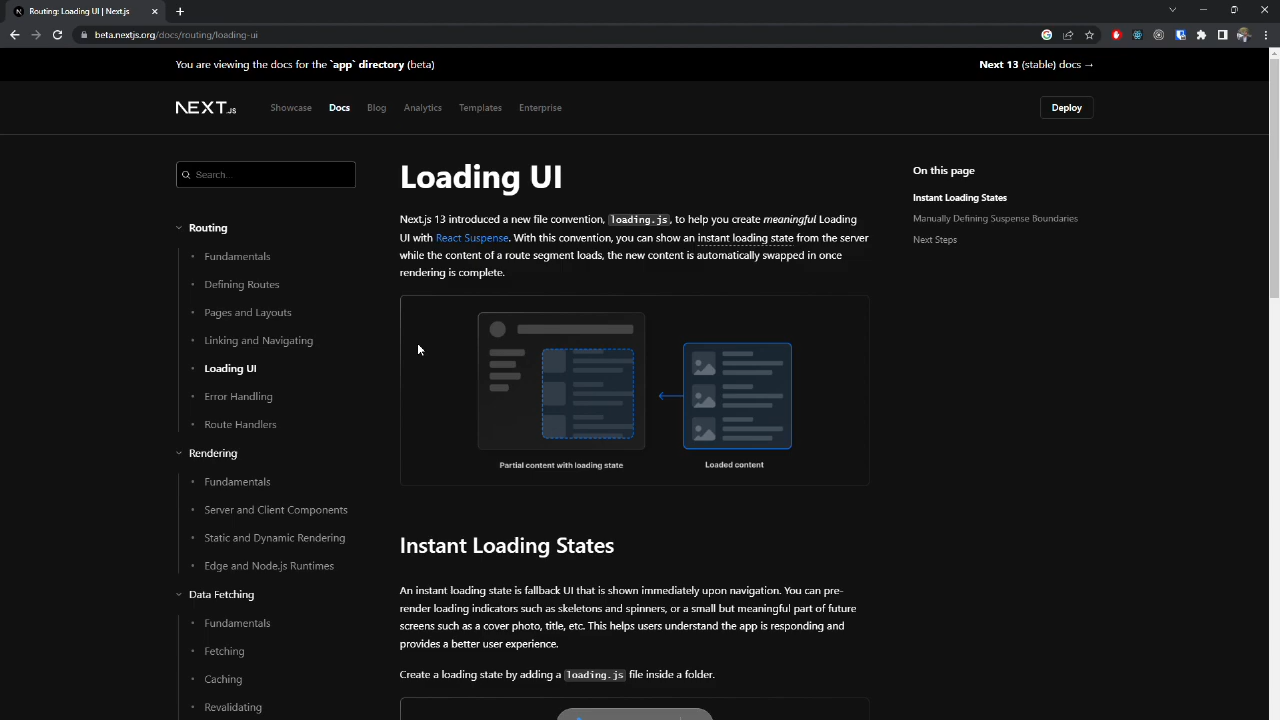 Routing: Loading UI | Next.js
beta.nextjs.org/docs/routing/loading-ui
You are viewing the docs for the `app` directory (beta)
Next 13 (stable) docs →
NEXT.JS
Showcase
Docs
Blog
Analytics
Templates
Enterprise
Deploy
Search...
Routing
Fundamentals
Defining Routes
Pages and Layouts
Linking and Navigating
Loading UI
Error Handling
Route Handlers
Rendering
Fundamentals
Server and Client Components
Static and Dynamic Rendering
Edge and Node.js Runtimes
Data Fetching
Fundamentals
Fetching
Caching
Revalidating
Loading UI
Next.js 13 introduced a new file convention, loading.js, to help you create meaningful Loading
UI with React Suspense. With this convention, you can show an instant loading state from the server
while the content of a route segment loads, the new content is automatically swapped in once
rendering is complete.
Partial content with loading state
Loaded content
Instant Loading States
An instant loading state is fallback UI that is shown immediately upon navigation. You can pre-
render loading indicators such as skeletons and spinners, or a small but meaningful part of future
screens such as a cover photo, title, etc. This helps users understand the app is responding and
provides a better user experience.
Create a loading state by adding a loading.js file inside a folder.
On this page
Instant Loading States
Manually Defining Suspense Boundaries
Next Steps